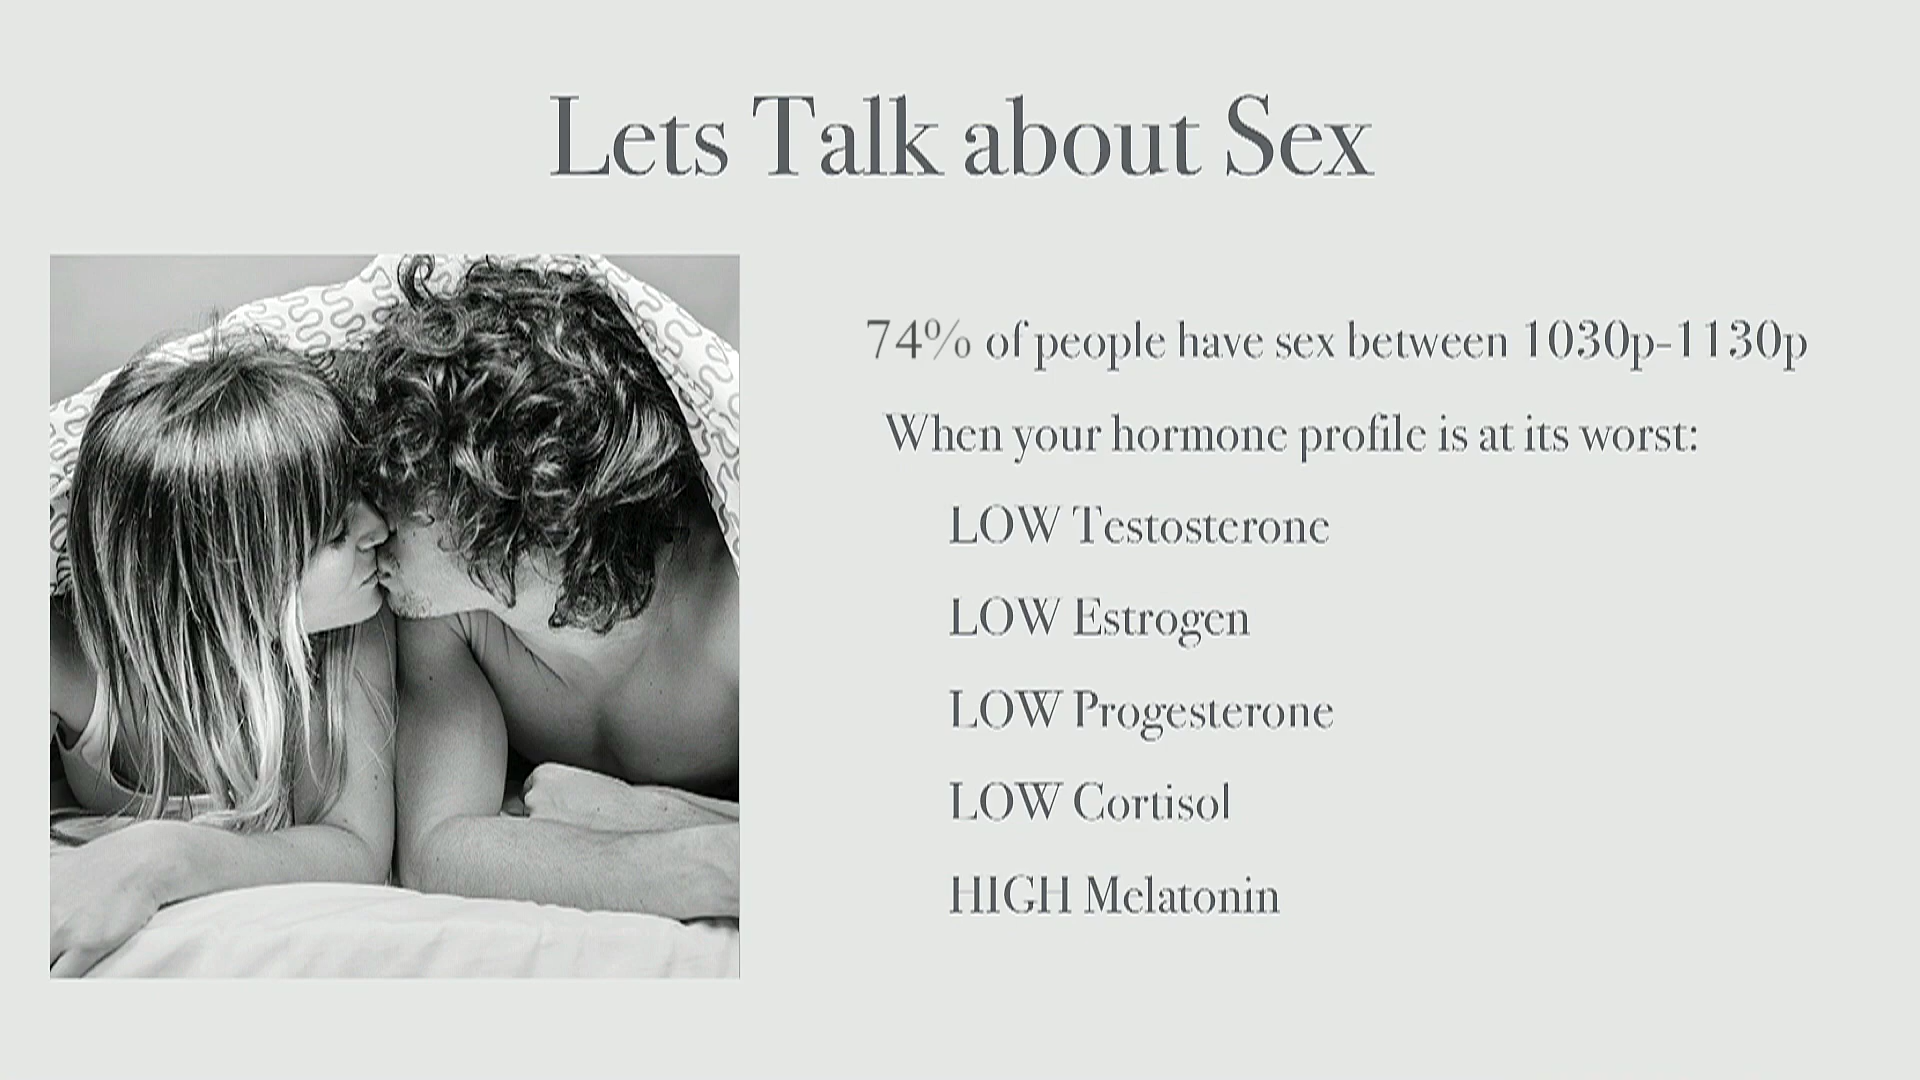 Lets Talk about Sex
74% of people have sex between 1030p-1130p
When your hormone profile is at its worst:
LOW Testosterone
LOW Estrogen
LOW Progesterone
LOW Cortisol
HIGH Melatonin